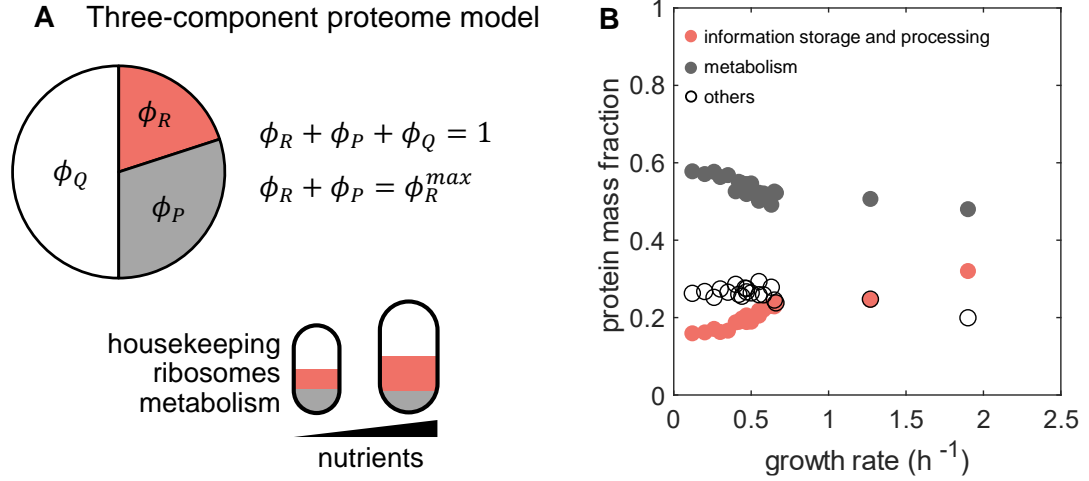 A Three-component proteome model
ϕ_R
ϕ_Q
ϕ_P
ϕ_R + ϕ_P + ϕ_Q = 1
ϕ_R + ϕ_P = ϕ_R^max
housekeeping
ribosomes
metabolism
nutrients
B
information storage and processing
metabolism
others
protein mass fraction
1
0.8
0.6
0.4
0.2
0
0 0.5 1 1.5 2 2.5
growth rate (h⁻¹)